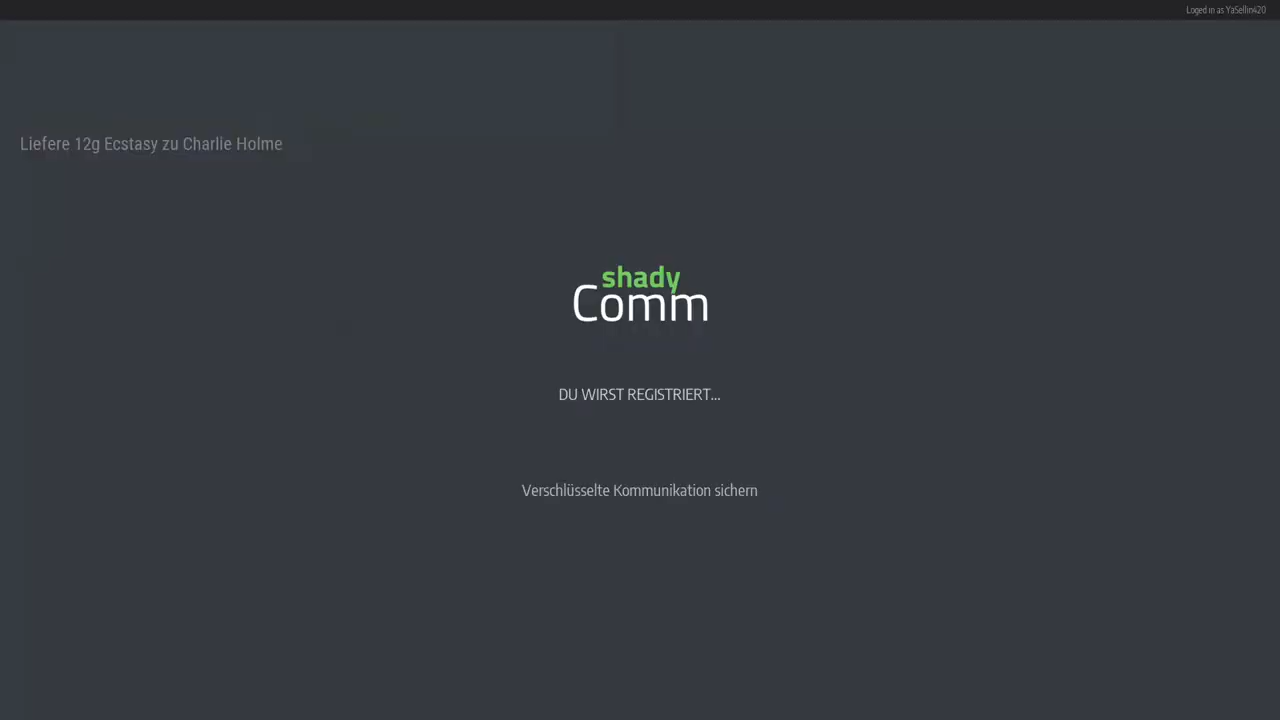 Loged in as YaSellin420
Liefere 12g Ecstasy zu Charlie Holme
shady
Comm
DU WIRST REGISTRIERT...
Verschlüsselte Kommunikation sichern